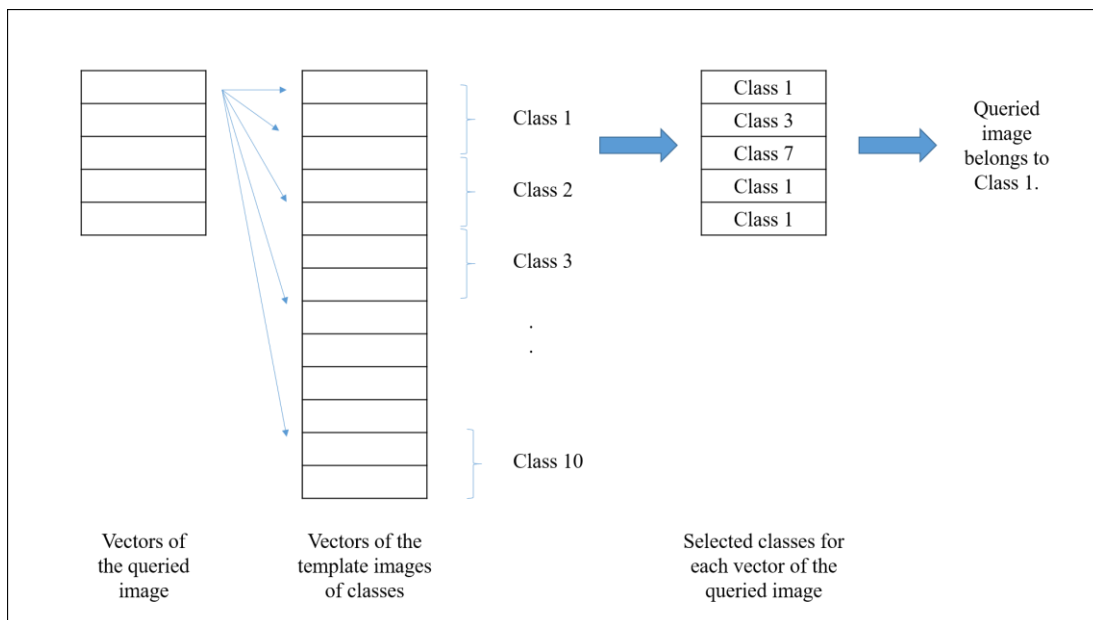 Class 1
Class 2
Class 3
.
.
Class 10
Class 1
Class 3
Class 7
Class 1
Class 1
Queried
image
belongs to
Class 1.
Vectors of
the queried
image
Vectors of the
template images
of classes
Selected classes for
each vector of the
queried image